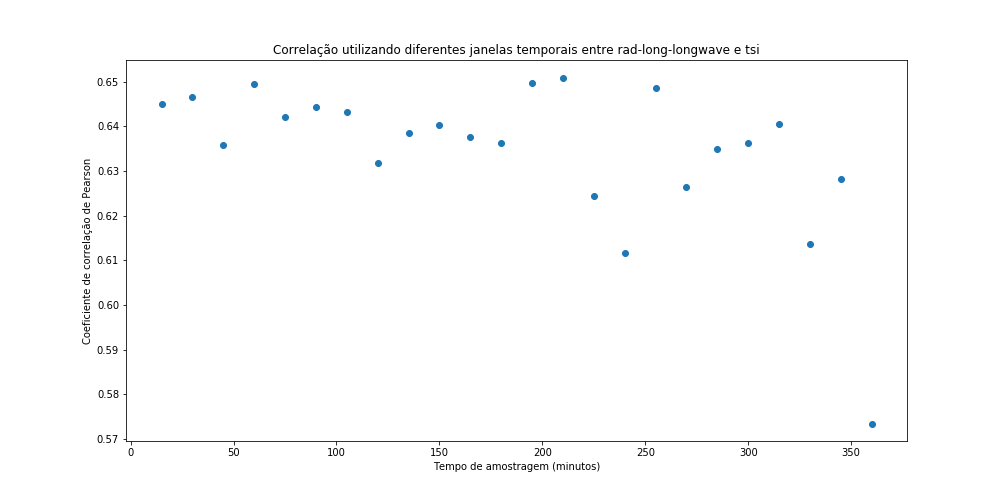 Correlação utilizando diferentes janelas temporais entre rad-long-longwave e tsi
Coeficiente de correlação de Pearson
0.65
0.64
0.63
0.62
0.61
0.60
0.59
0.58
0.57
0 50 100 150 200 250 300 350
Tempo de amostragem (minutos)